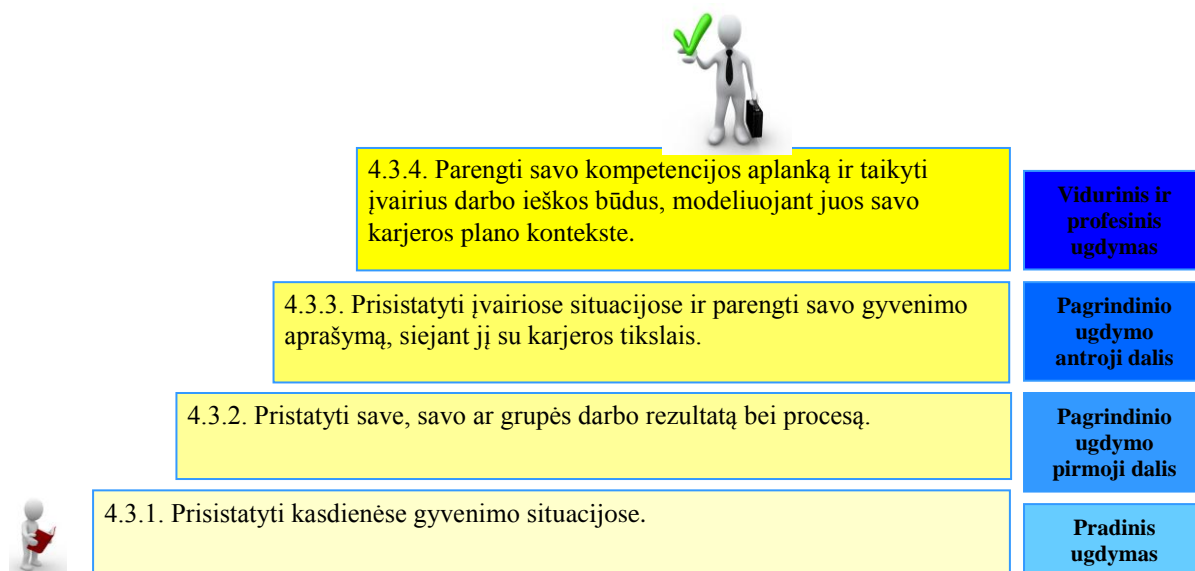 4.3.4. Parengti savo kompetencijos aplanką ir taikyti
įvairius darbo ieškos būdus, modeliuojant juos savo
karjeros plano kontekste.
Vidurinis ir
profesinis
ugdymas
4.3.3. Prisistatyti įvairiose situacijose ir parengti savo gyvenimo
aprašymą, siejant jį su karjeros tikslais.
Pagrindinio
ugdymo
antroji dalis
4.3.2. Pristatyti save, savo ar grupės darbo rezultatą bei procesą.
Pagrindinio
ugdymo
pirmoji dalis
4.3.1. Prisistatyti kasdienėse gyvenimo situacijose.
Pradinis
ugdymas